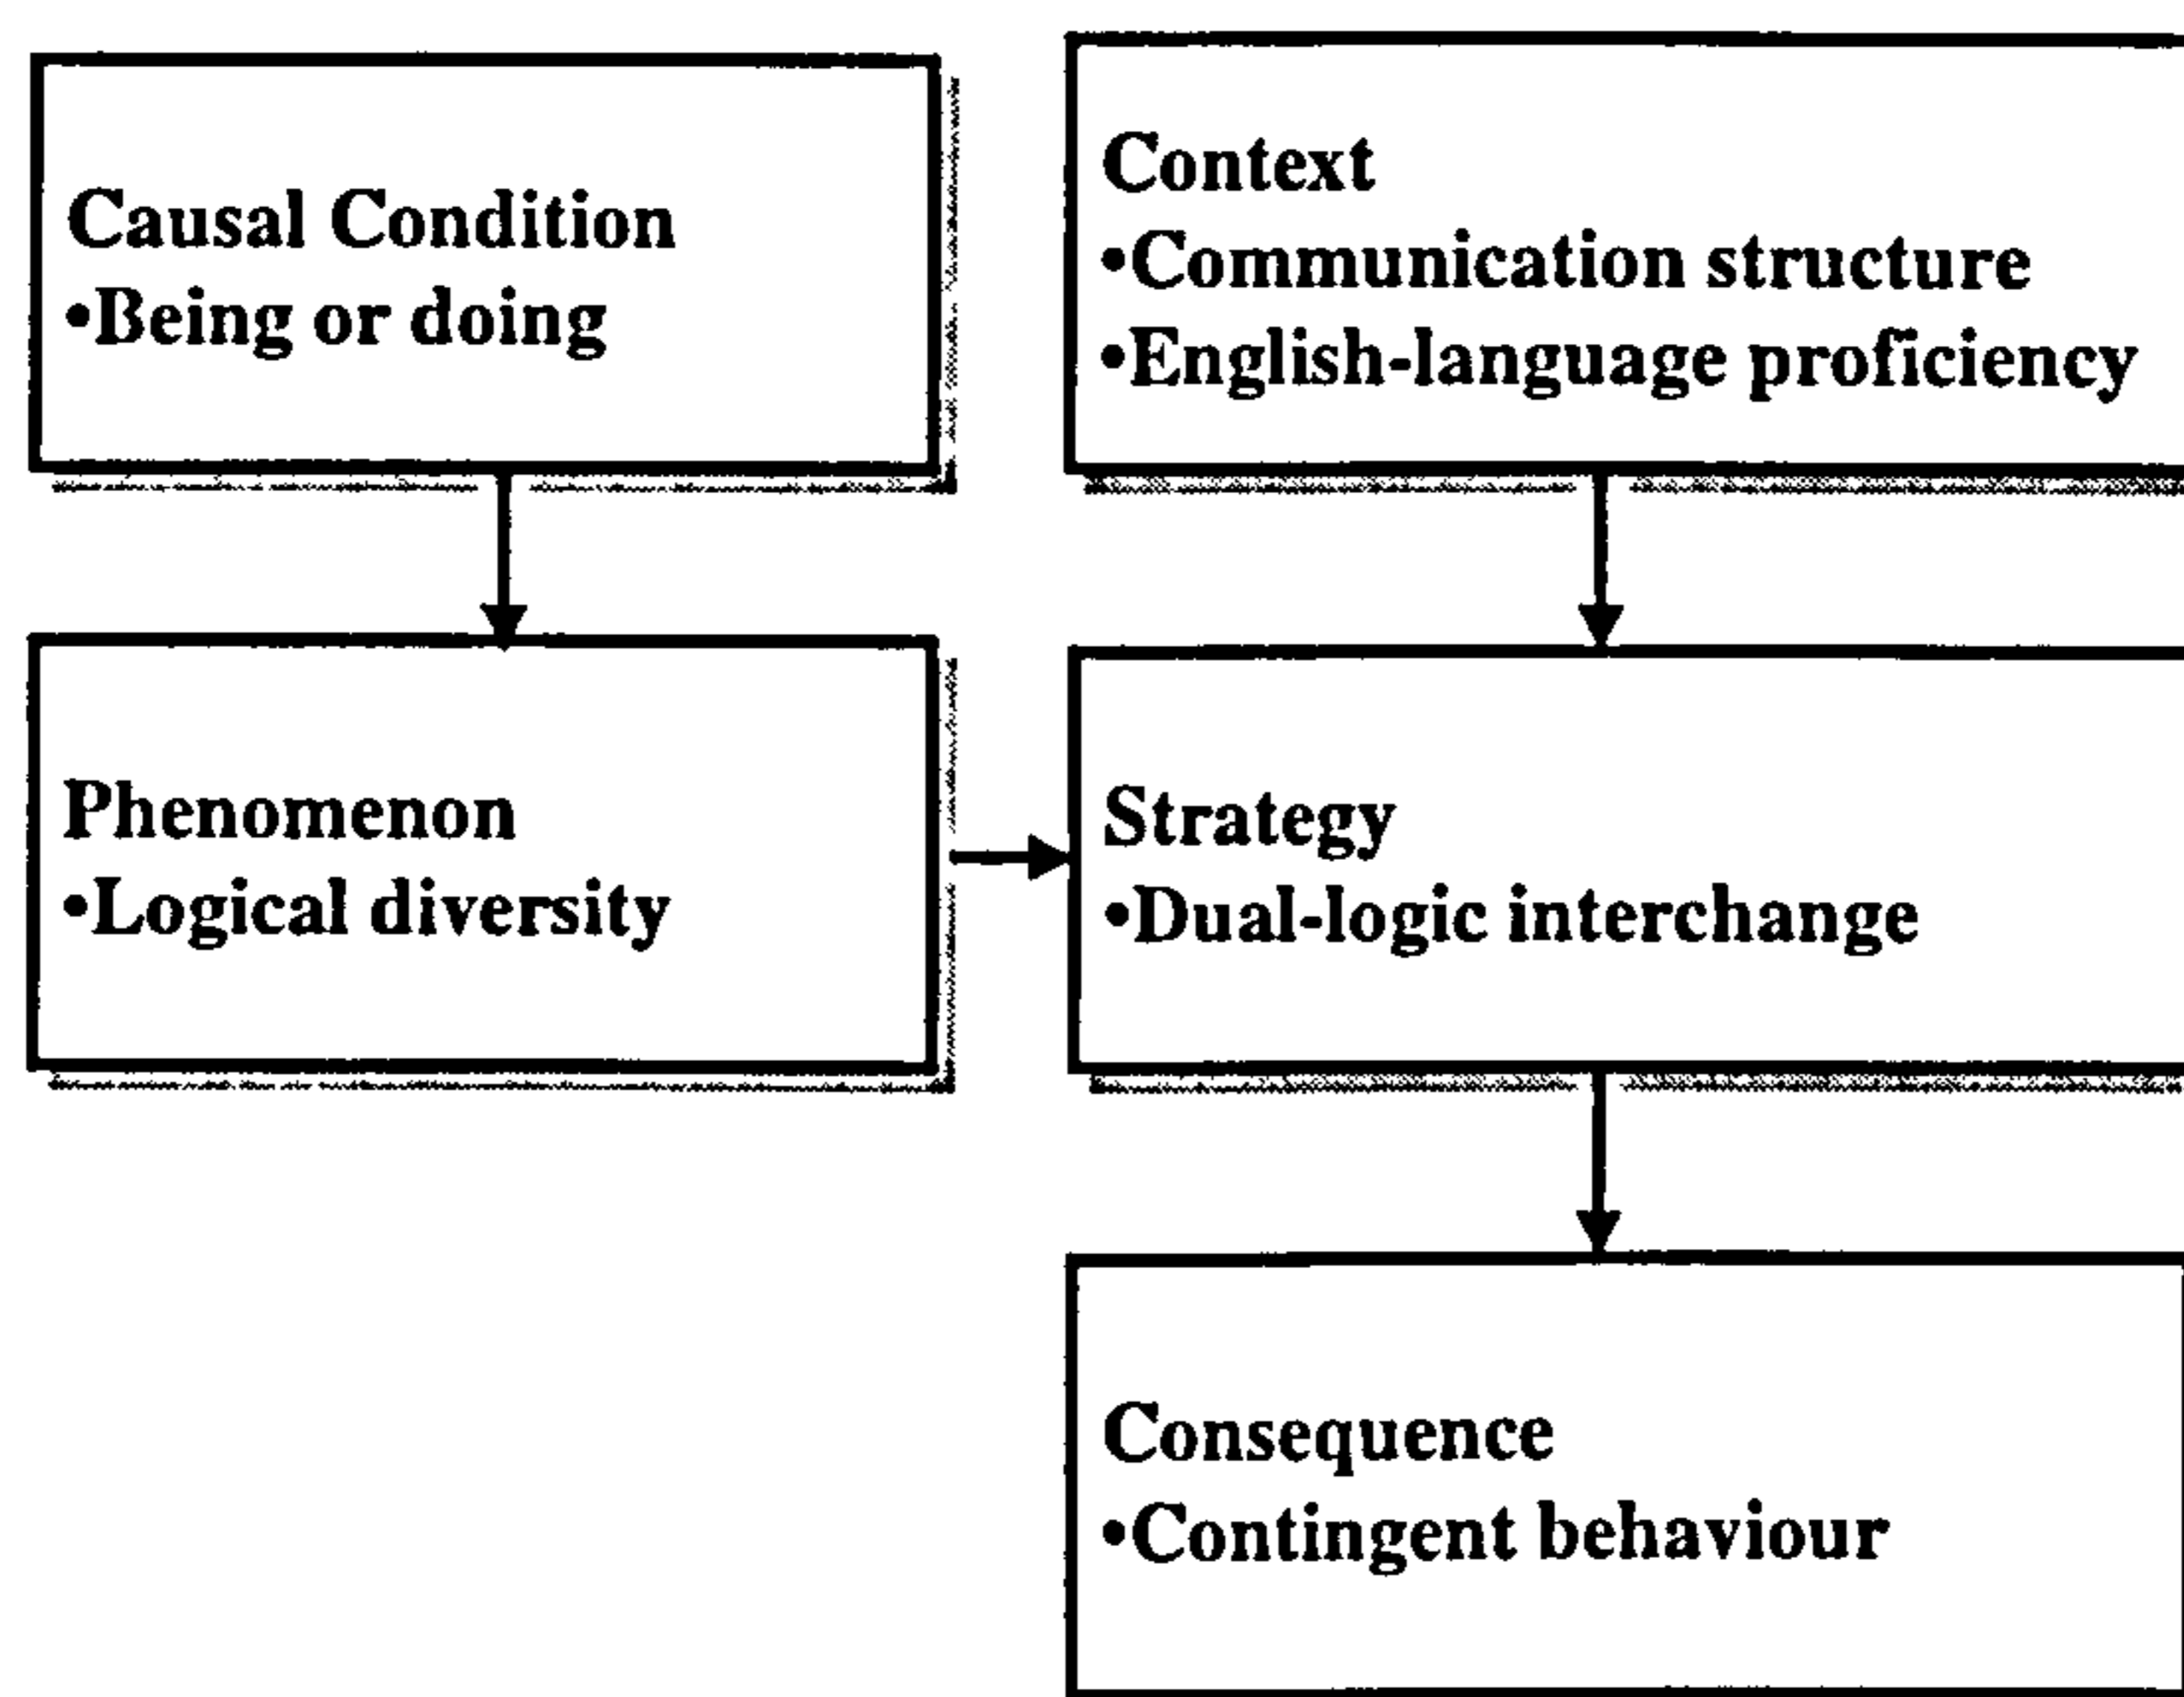 Causal Condition
•Being or doing
Context
•Communication structure
•English-language proficiency
Phenomenon
•Logical diversity
Strategy
•Dual-logic interchange
Consequence
•Contingent behaviour